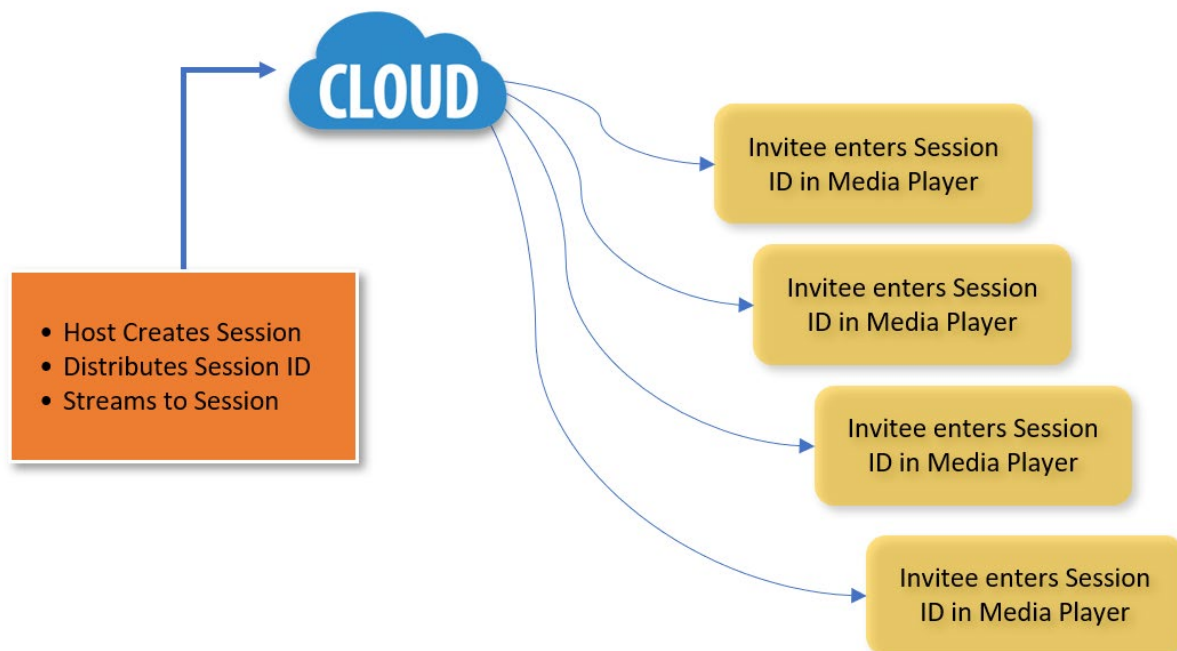 CLOUD
Invitee enters Session
ID in Media Player
Invitee enters Session
ID in Media Player
• Host Creates Session
• Distributes Session ID
• Streams to Session
Invitee enters Session
ID in Media Player
Invitee enters Session
ID in Media Player